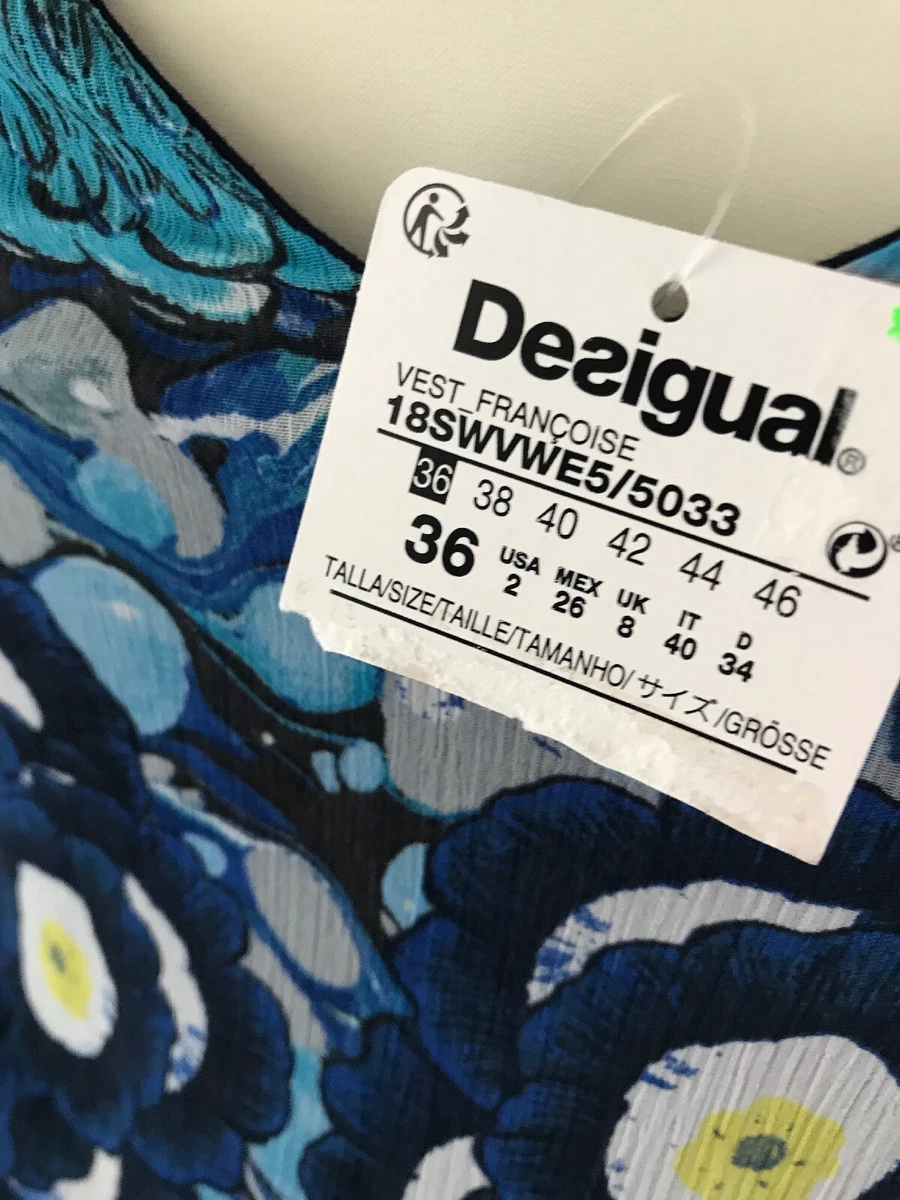 Desigual®
VEST_FRANÇOISE
18SWVWE5/5033
36 38 40 42 44 46
36 USA 2 MEX 26 UK 8 IT 40 D 34
TALLA/SIZE/TAILLE/TAMANHO/サイズ/GRÖSSE